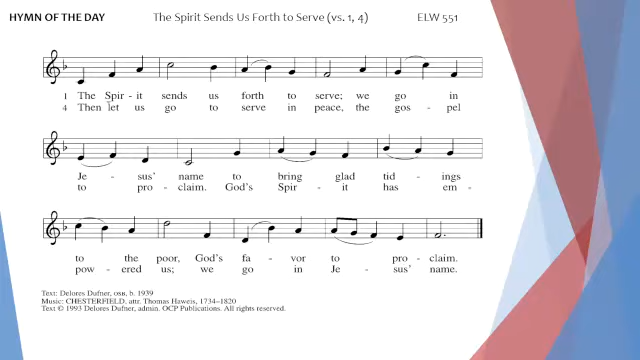 HYMN OF THE DAY The Spirit Sends Us Forth to Serve (vs. 1, 4) ELW 551
1 The Spir - it sends us forth to serve; we go in
4 Then let us go to serve in peace, the gos - pel
Je - sus' name to bring glad tid - ings
to pro - claim. God's Spir - it has em -
to the poor, God's fa - vor to pro - claim.
pow - ered us; we go in Je - sus' name.
Text: Delores Dufner, OSB, b. 1939
Music: CHESTERFIELD, attr. Thomas Haweis, 1734–1820
Text © 1993 Delores Dufner, admin. OCP Publications. All rights reserved.